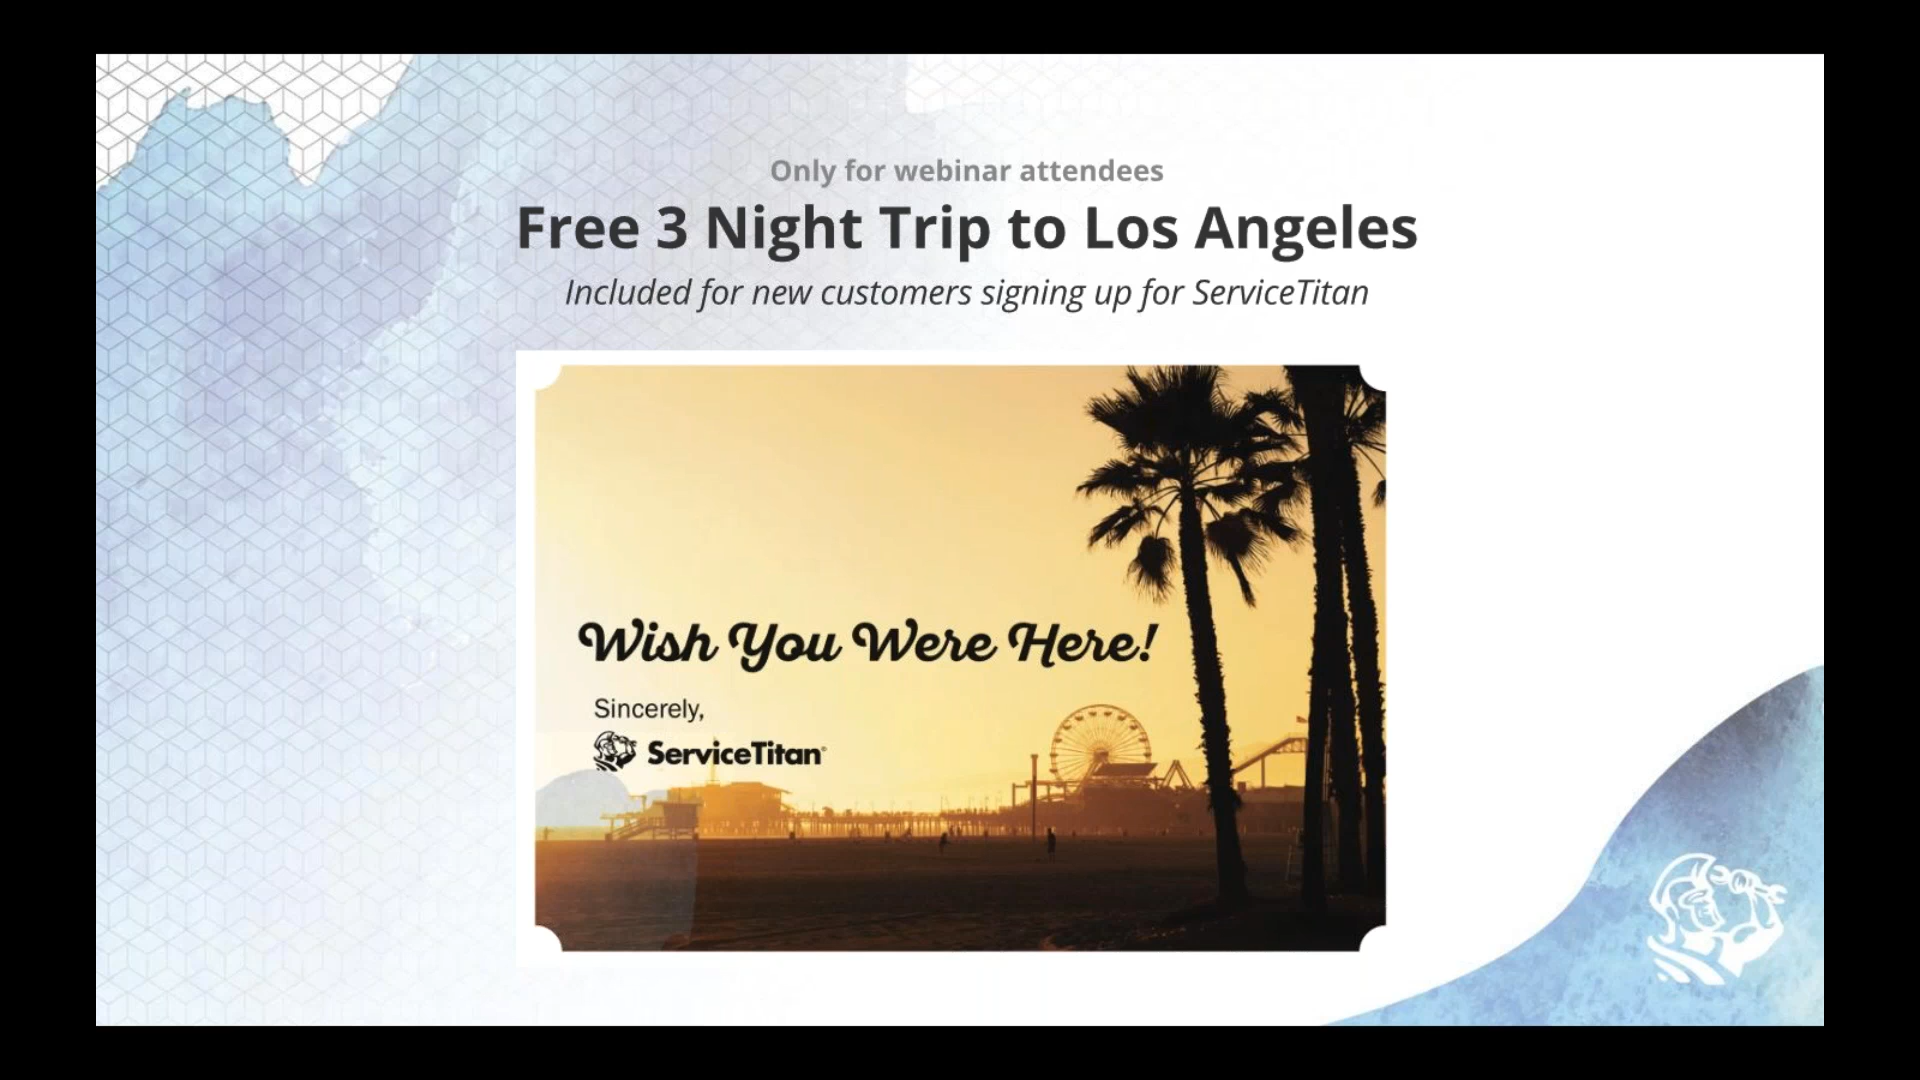 Only for webinar attendees
Free 3 Night Trip to Los Angeles
Included for new customers signing up for ServiceTitan
Wish You Were Here!
Sincerely,
ServiceTitan